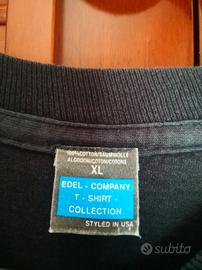 100% COTTON/BAUMWOLLE
ALGODON/COTON/COTONE
XL
EDEL - COMPANY
T - SHIRT -
COLLECTION
STYLED IN USA
subito